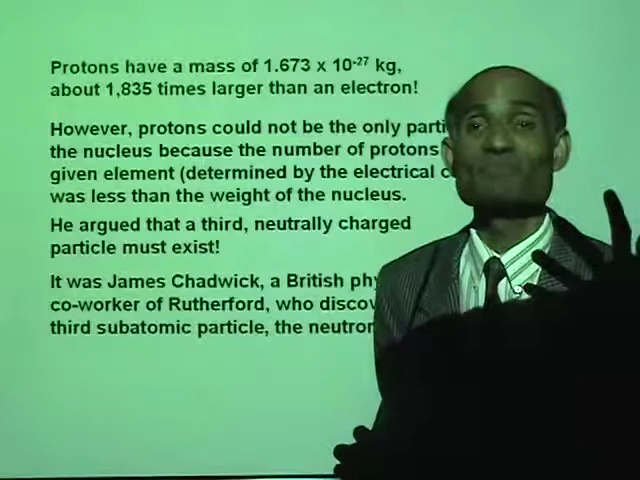 Protons have a mass of 1.673 x 10-27 kg,
about 1,835 times larger than an electron!
However, protons could not be the only parti
the nucleus because the number of protons
given element (determined by the electrical c
was less than the weight of the nucleus.
He argued that a third, neutrally charged
particle must exist!
It was James Chadwick, a British phy
co-worker of Rutherford, who discov
third subatomic particle, the neutron